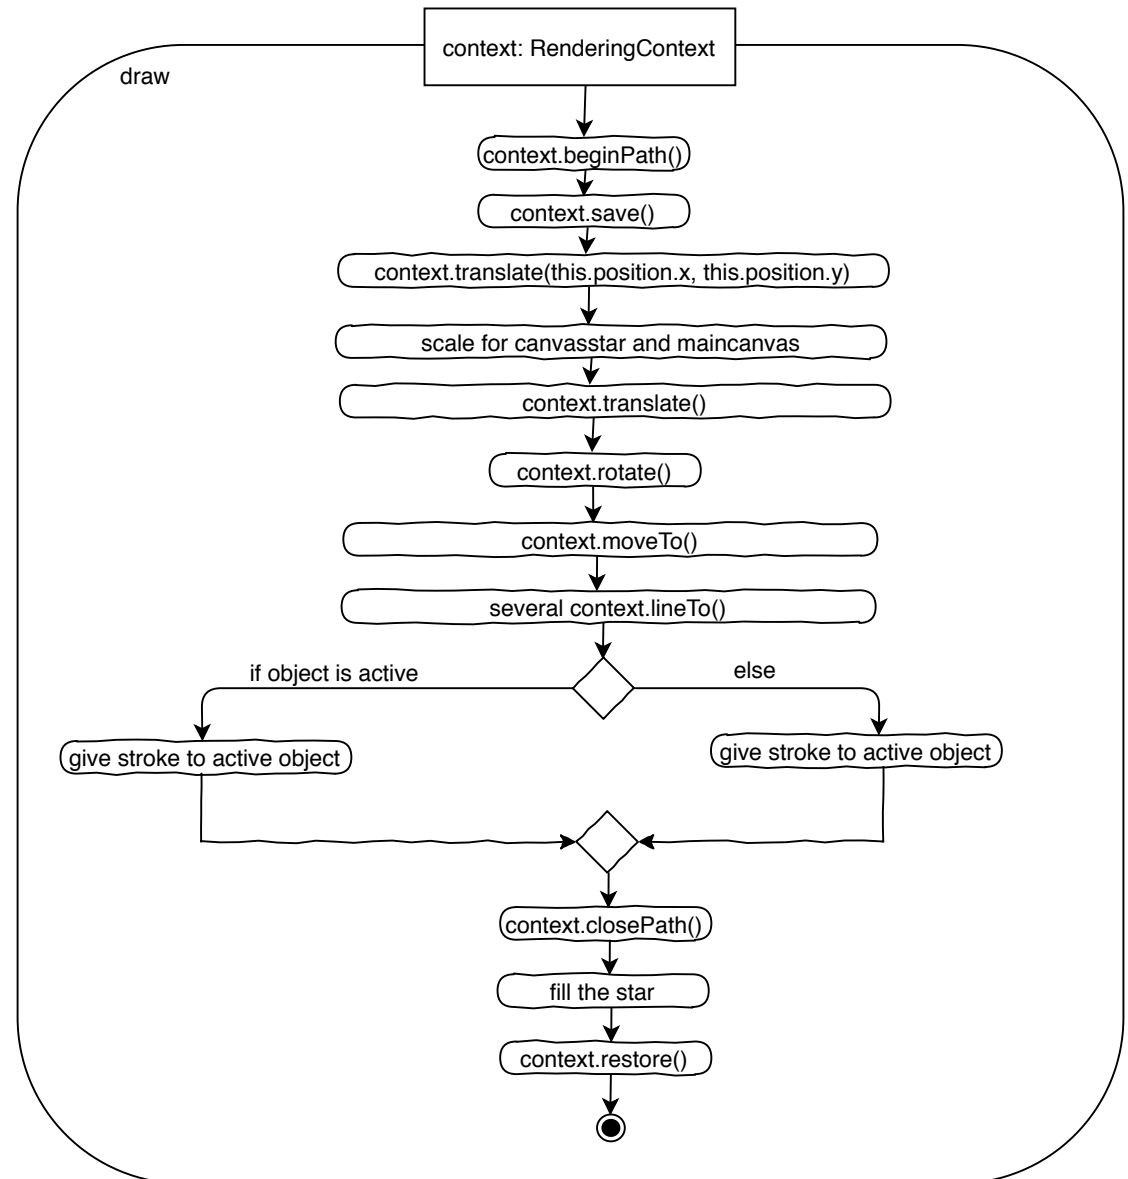 context: RenderingContext
draw
context.beginPath()
context.save()
context.translate(this.position.x, this.position.y)
scale for canvasstar and maincanvas
context.translate()
context.rotate()
context.moveTo()
several context.lineTo()
if object is active
else
give stroke to active object
give stroke to active object
context.closePath()
fill the star
context.restore()